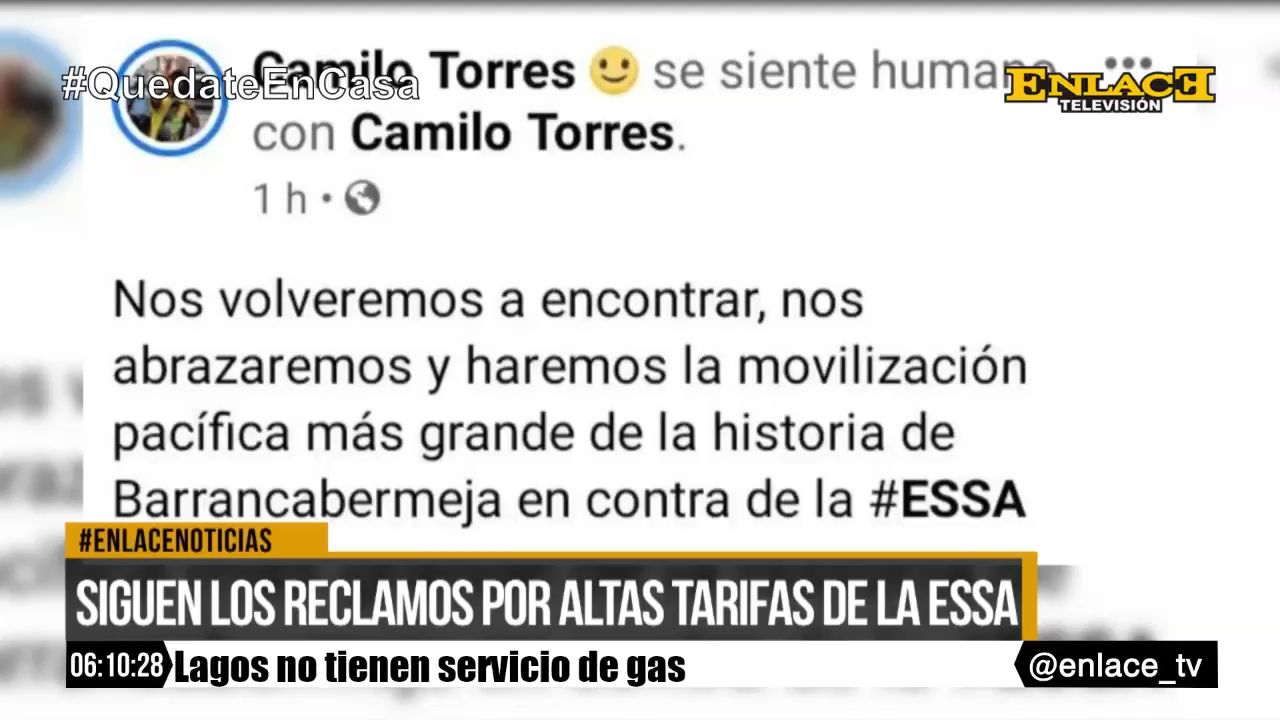 #QuedateEnCasa
Camilo Torres se siente humano
ENLACE
TELEVISIÓN
con Camilo Torres.
1 h •
Nos volveremos a encontrar, nos
abrazaremos y haremos la movilización
pacífica más grande de la historia de
Barrancabermeja en contra de la #ESSA
#ENLACENOTICIAS
SIGUEN LOS RECLAMOS POR ALTAS TARIFAS DE LA ESSA
06:10:28 Lagos no tienen servicio de gas
@enlace_tv